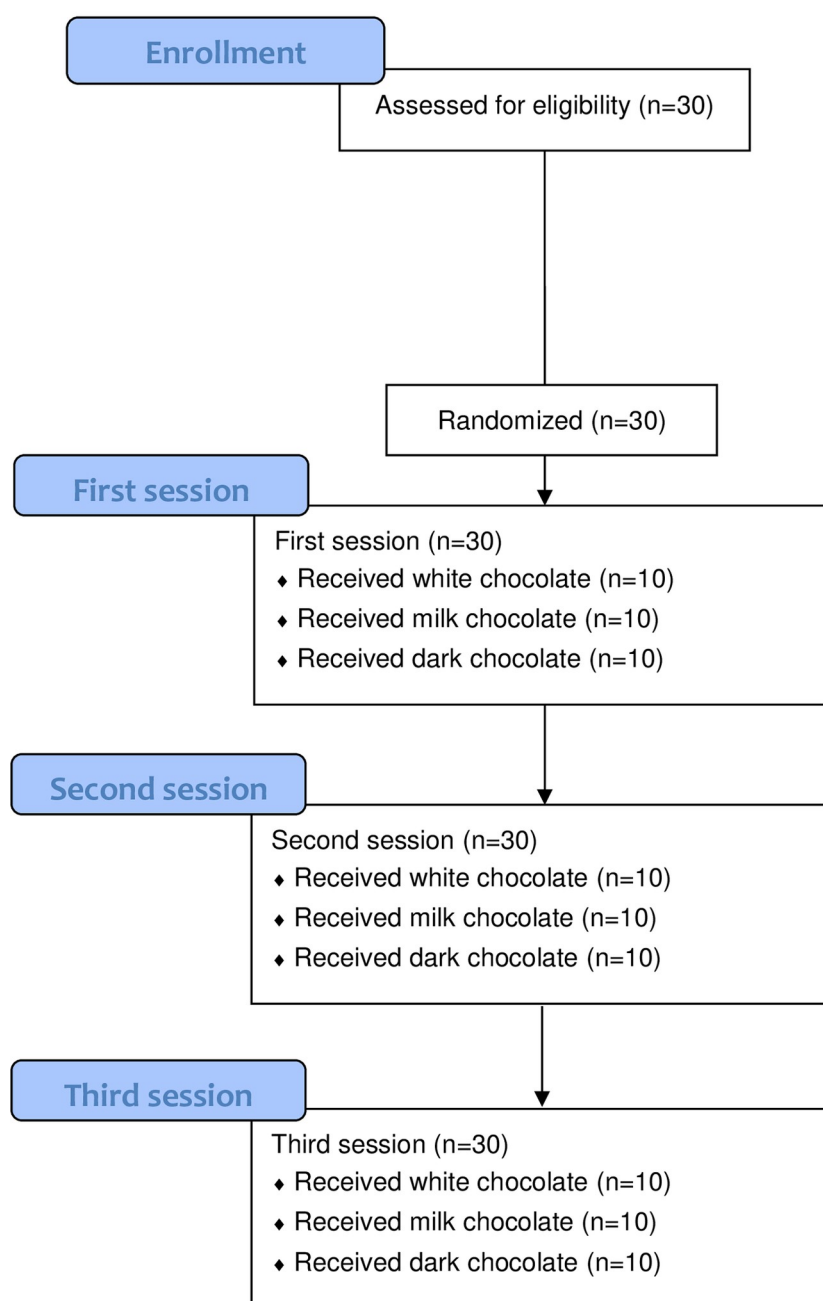 Enrollment
Assessed for eligibility (n=30)
Randomized (n=30)
First session
First session (n=30)
♦ Received white chocolate (n=10)
♦ Received milk chocolate (n=10)
♦ Received dark chocolate (n=10)
Second session
Second session (n=30)
♦ Received white chocolate (n=10)
♦ Received milk chocolate (n=10)
♦ Received dark chocolate (n=10)
Third session
Third session (n=30)
♦ Received white chocolate (n=10)
♦ Received milk chocolate (n=10)
♦ Received dark chocolate (n=10)